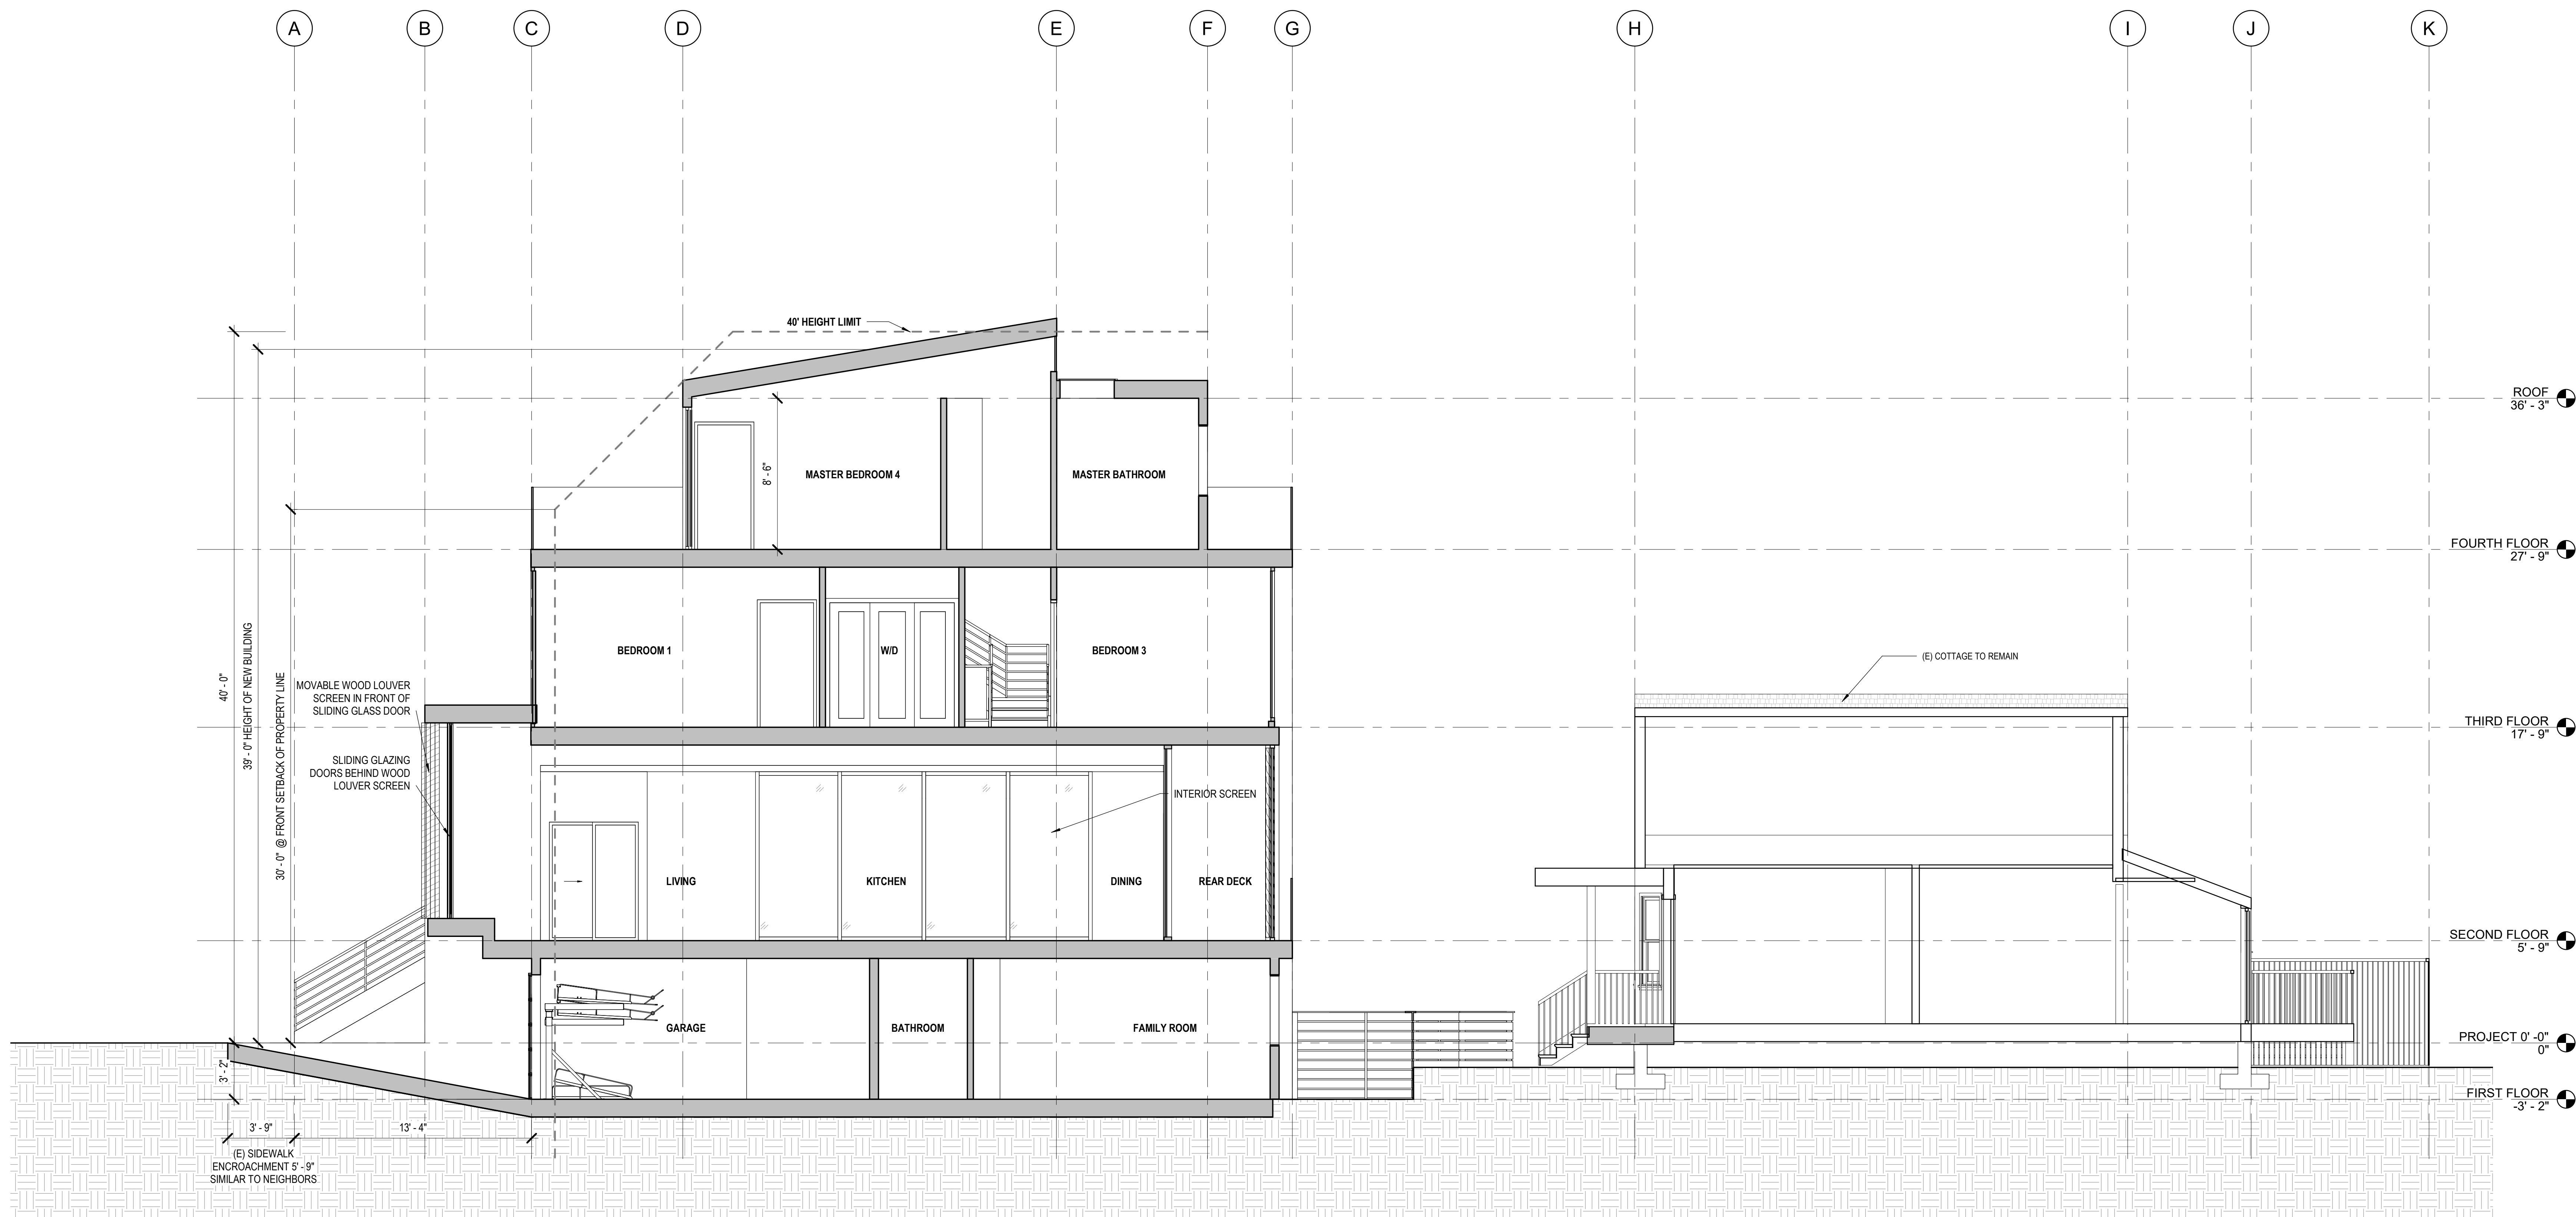 A
B
C
D
E
F
G
H
I
J
K
40' HEIGHT LIMIT
ROOF
36' - 3"
8' - 6"
MASTER BEDROOM 4
MASTER BATHROOM
FOURTH FLOOR
27' - 9"
40' - 0"
39' - 0" HEIGHT OF NEW BUILDING
30' - 0" @ FRONT SETBACK OF PROPERTY LINE
BEDROOM 1
W/D
BEDROOM 3
(E) COTTAGE TO REMAIN
MOVABLE WOOD LOUVER
SCREEN IN FRONT OF
SLIDING GLASS DOOR
THIRD FLOOR
17' - 9"
SLIDING GLAZING
DOORS BEHIND WOOD
LOUVER SCREEN
INTERIOR SCREEN
LIVING
KITCHEN
DINING
REAR DECK
SECOND FLOOR
5' - 9"
GARAGE
BATHROOM
FAMILY ROOM
PROJECT 0' -0"
0"
3' - 2"
FIRST FLOOR
-3' - 2"
3' - 9"
13' - 4"
(E) SIDEWALK
ENCROACHMENT 5' - 9"
SIMILAR TO NEIGHBORS